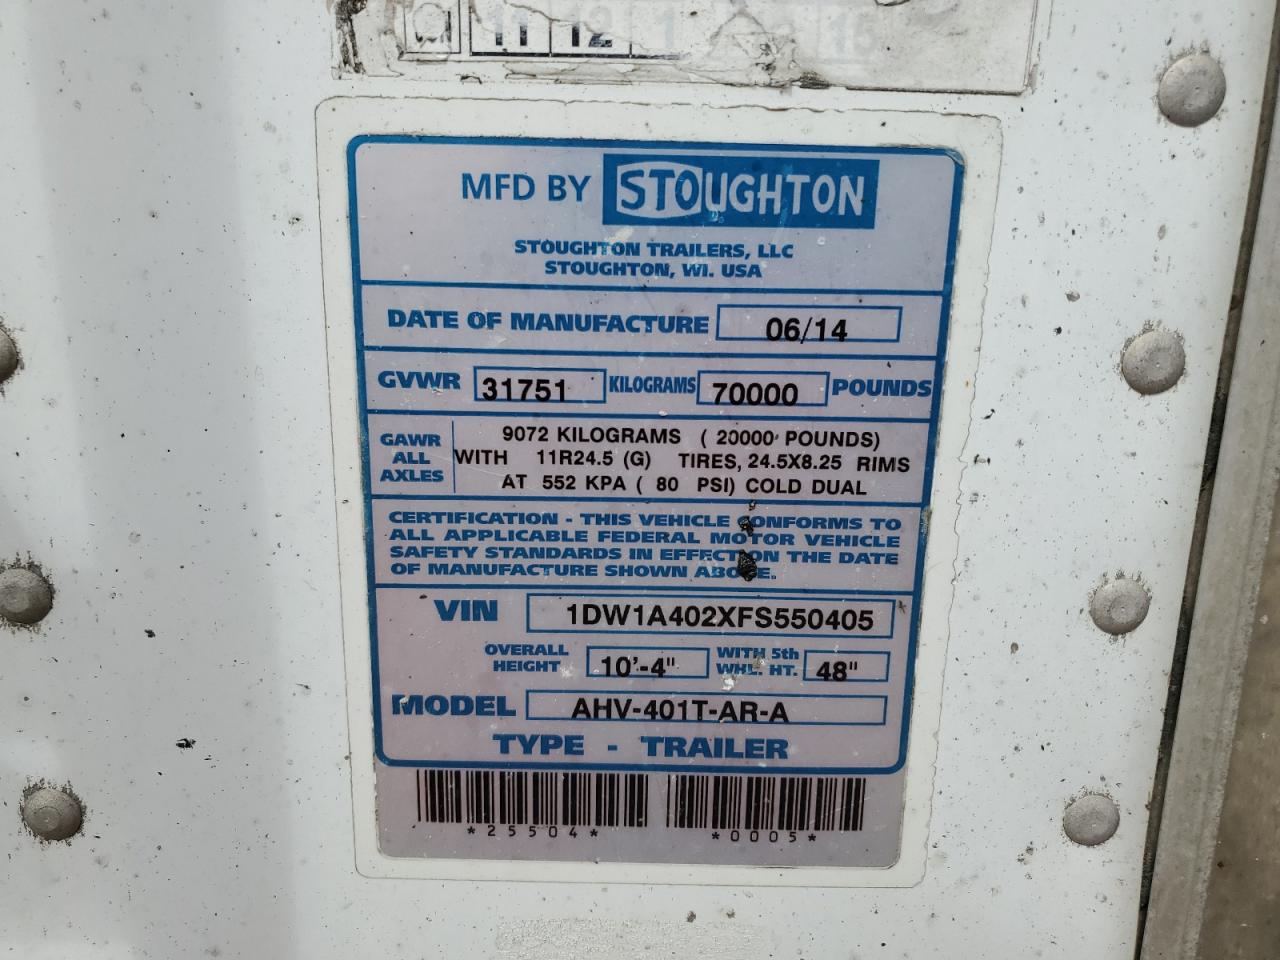 11 12 1 15
MFD BY STOUGHTON
STOUGHTON TRAILERS, LLC
STOUGHTON, WI. USA
DATE OF MANUFACTURE 06/14
GVWR 31751 KILOGRAMS 70000 POUNDS
GAWR ALL AXLES
9072 KILOGRAMS ( 20000 POUNDS)
WITH 11R24.5 (G) TIRES, 24.5X8.25 RIMS
AT 552 KPA ( 80 PSI) COLD DUAL
CERTIFICATION - THIS VEHICLE CONFORMS TO
ALL APPLICABLE FEDERAL MOTOR VEHICLE
SAFETY STANDARDS IN EFFECT ON THE DATE
OF MANUFACTURE SHOWN ABOVE.
VIN 1DW1A402XFS550405
OVERALL HEIGHT 10'-4" WITH 5th WHL. HT. 48"
MODEL AHV-401T-AR-A
TYPE - TRAILER
*25504* *0005*